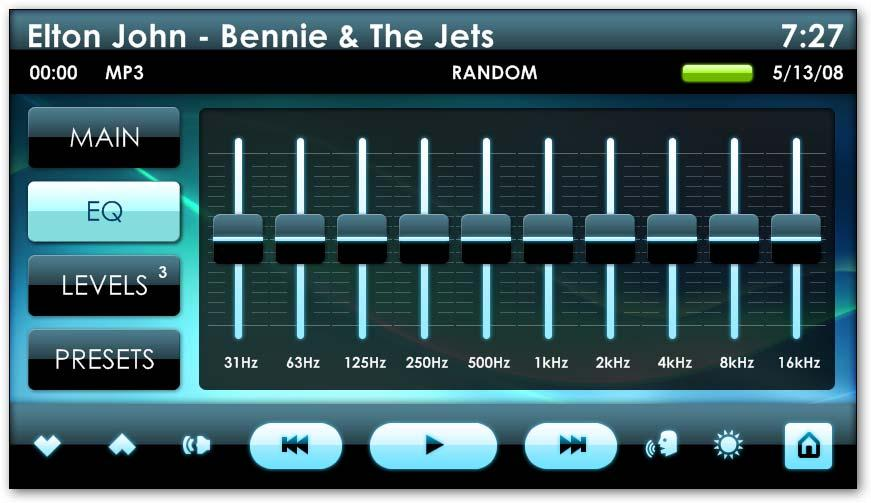 Elton John - Bennie & The Jets 7:27
00:00 MP3 RANDOM 5/13/08
MAIN
EQ
LEVELS 3
PRESETS
31Hz 63Hz 125Hz 250Hz 500Hz 1kHz 2kHz 4kHz 8kHz 16kHz